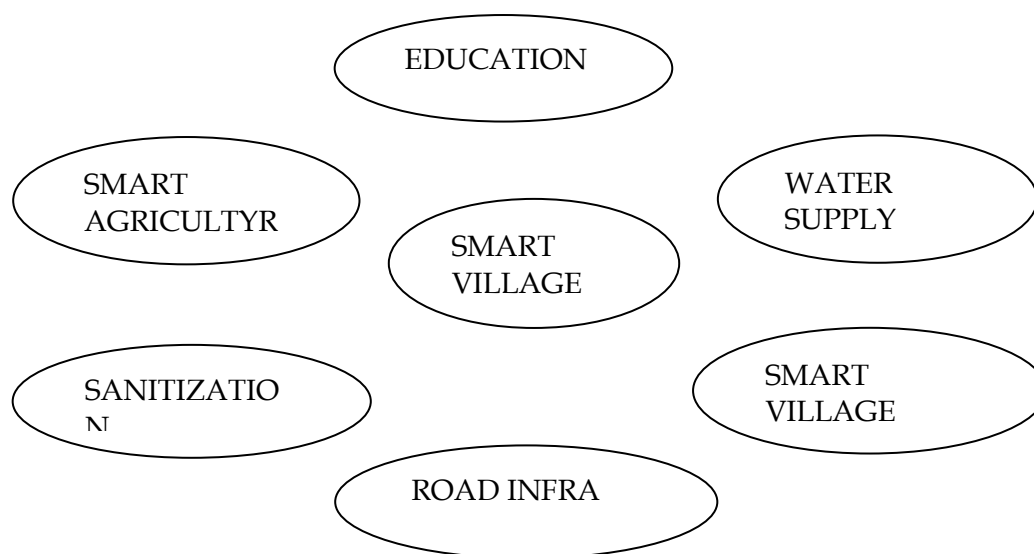 EDUCATION
SMART
AGRICULTYR
WATER
SUPPLY
SMART
VILLAGE
SANITIZATIO
N
SMART
VILLAGE
ROAD INFRA